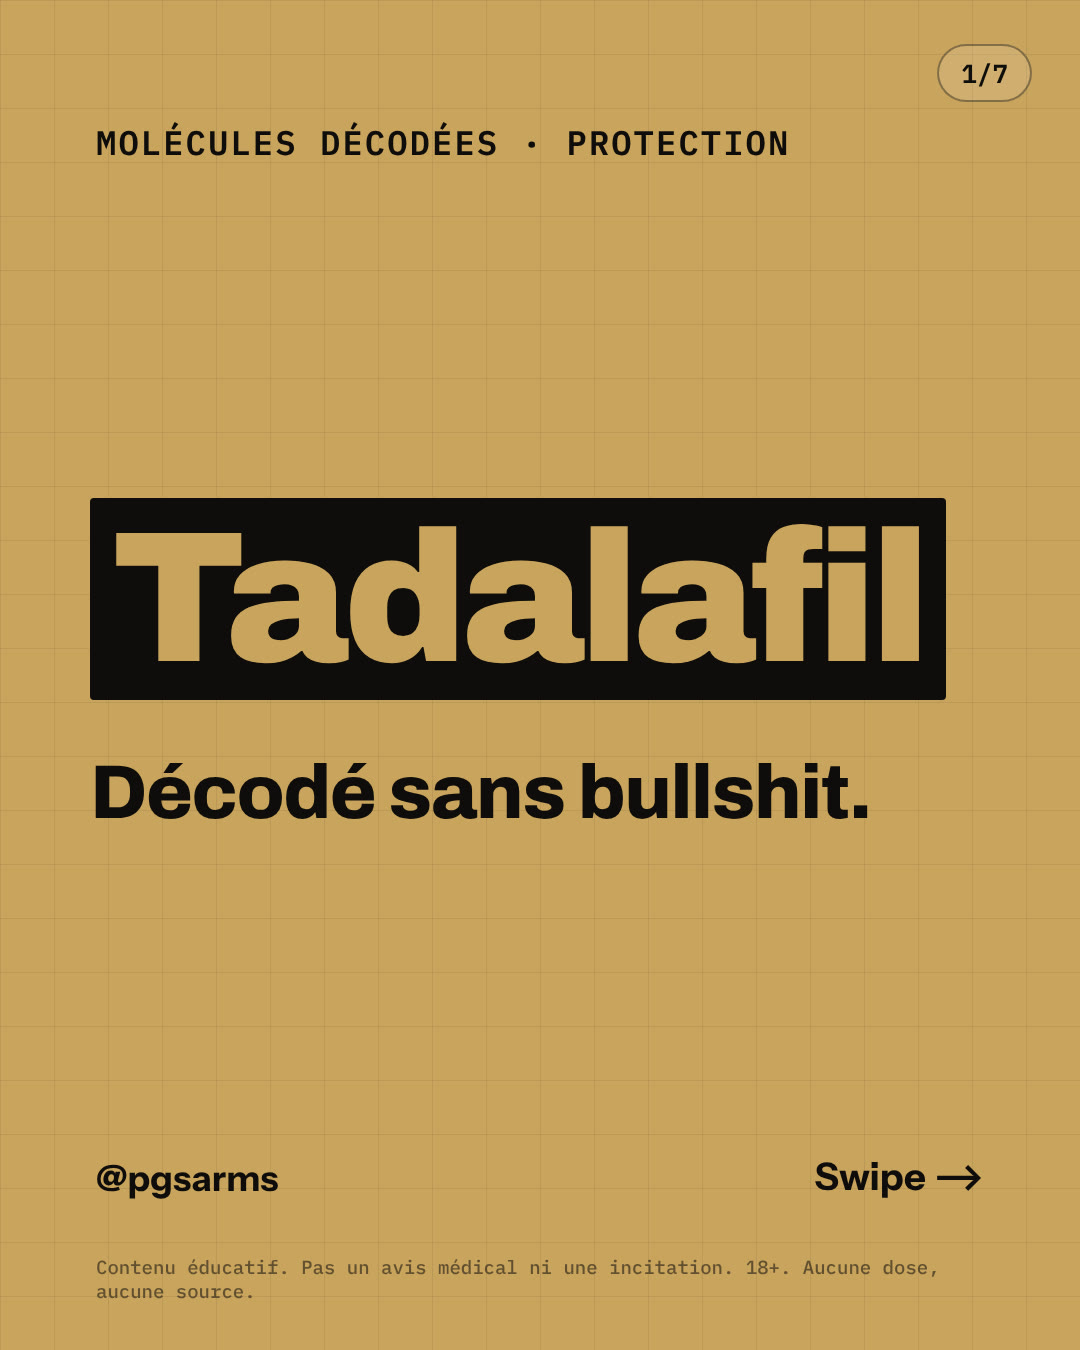 1/7
MOLÉCULES DÉCODÉES · PROTECTION
Tadalafil
Décodé sans bullshit.
@pgsarms
Swipe →
Contenu éducatif. Pas un avis médical ni une incitation. 18+. Aucune dose,
aucune source.